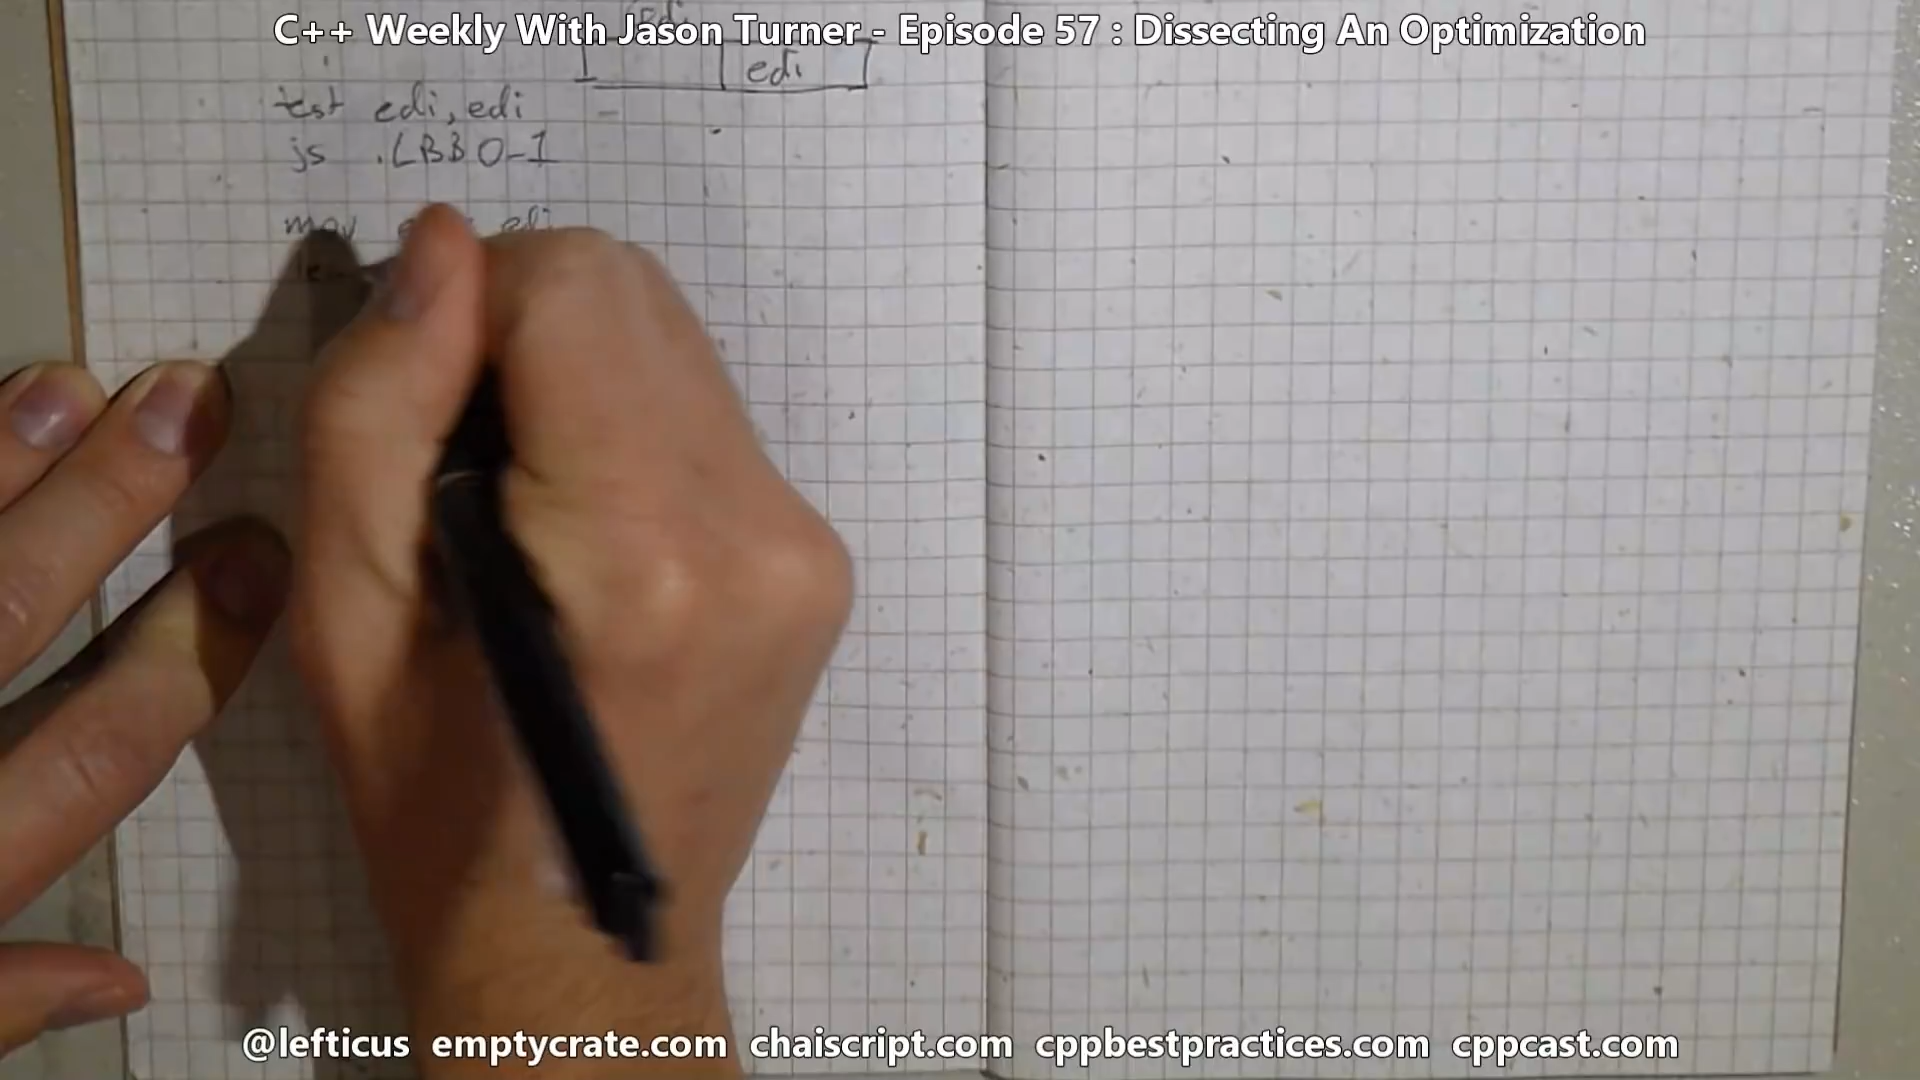 C++ Weekly With Jason Turner - Episode 57 : Dissecting An Optimization
edi
test edi, edi
js .LBB0_1
mov edi
@lefticus emptycrate.com chaiscript.com cppbestpractices.com cppcast.com